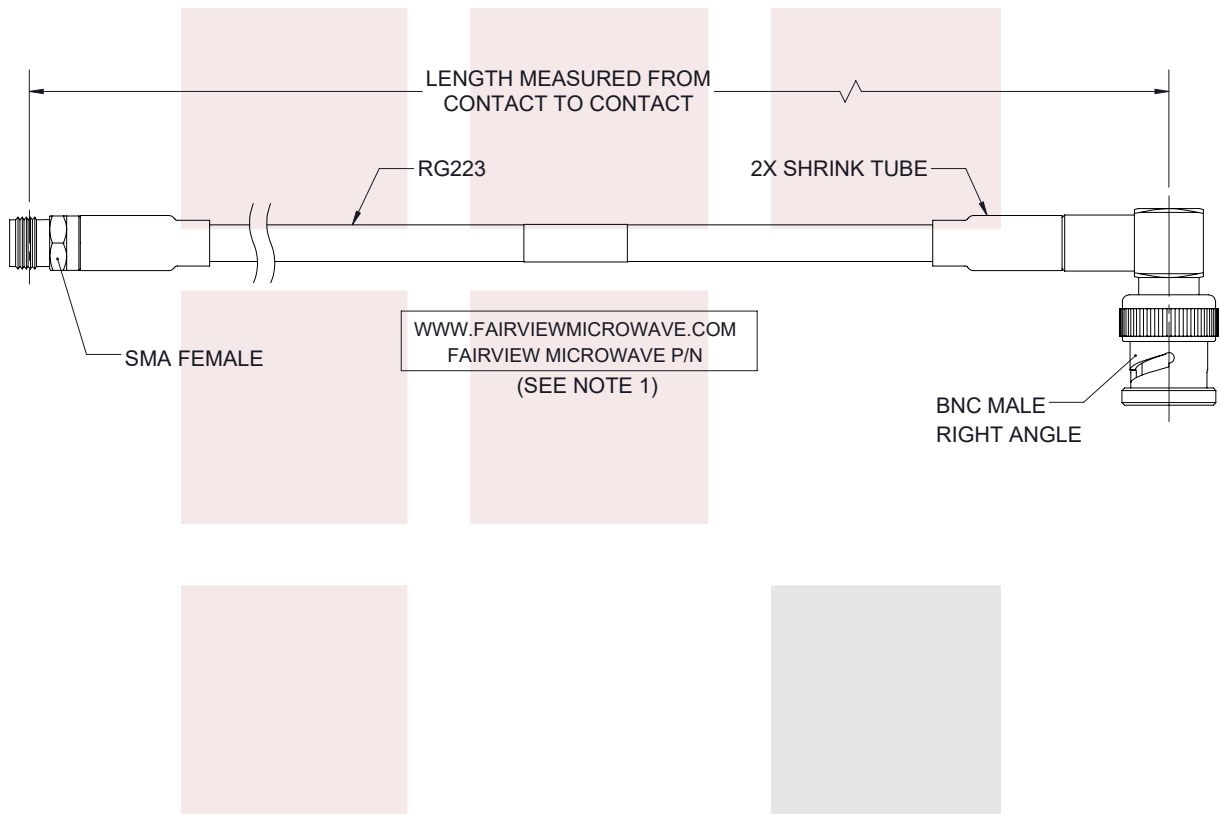 LENGTH MEASURED FROM
CONTACT TO CONTACT
RG223
2X SHRINK TUBE
SMA FEMALE
WWW.FAIRVIEWMICROWAVE.COM
FAIRVIEW MICROWAVE P/N
(SEE NOTE 1)
BNC MALE
RIGHT ANGLE